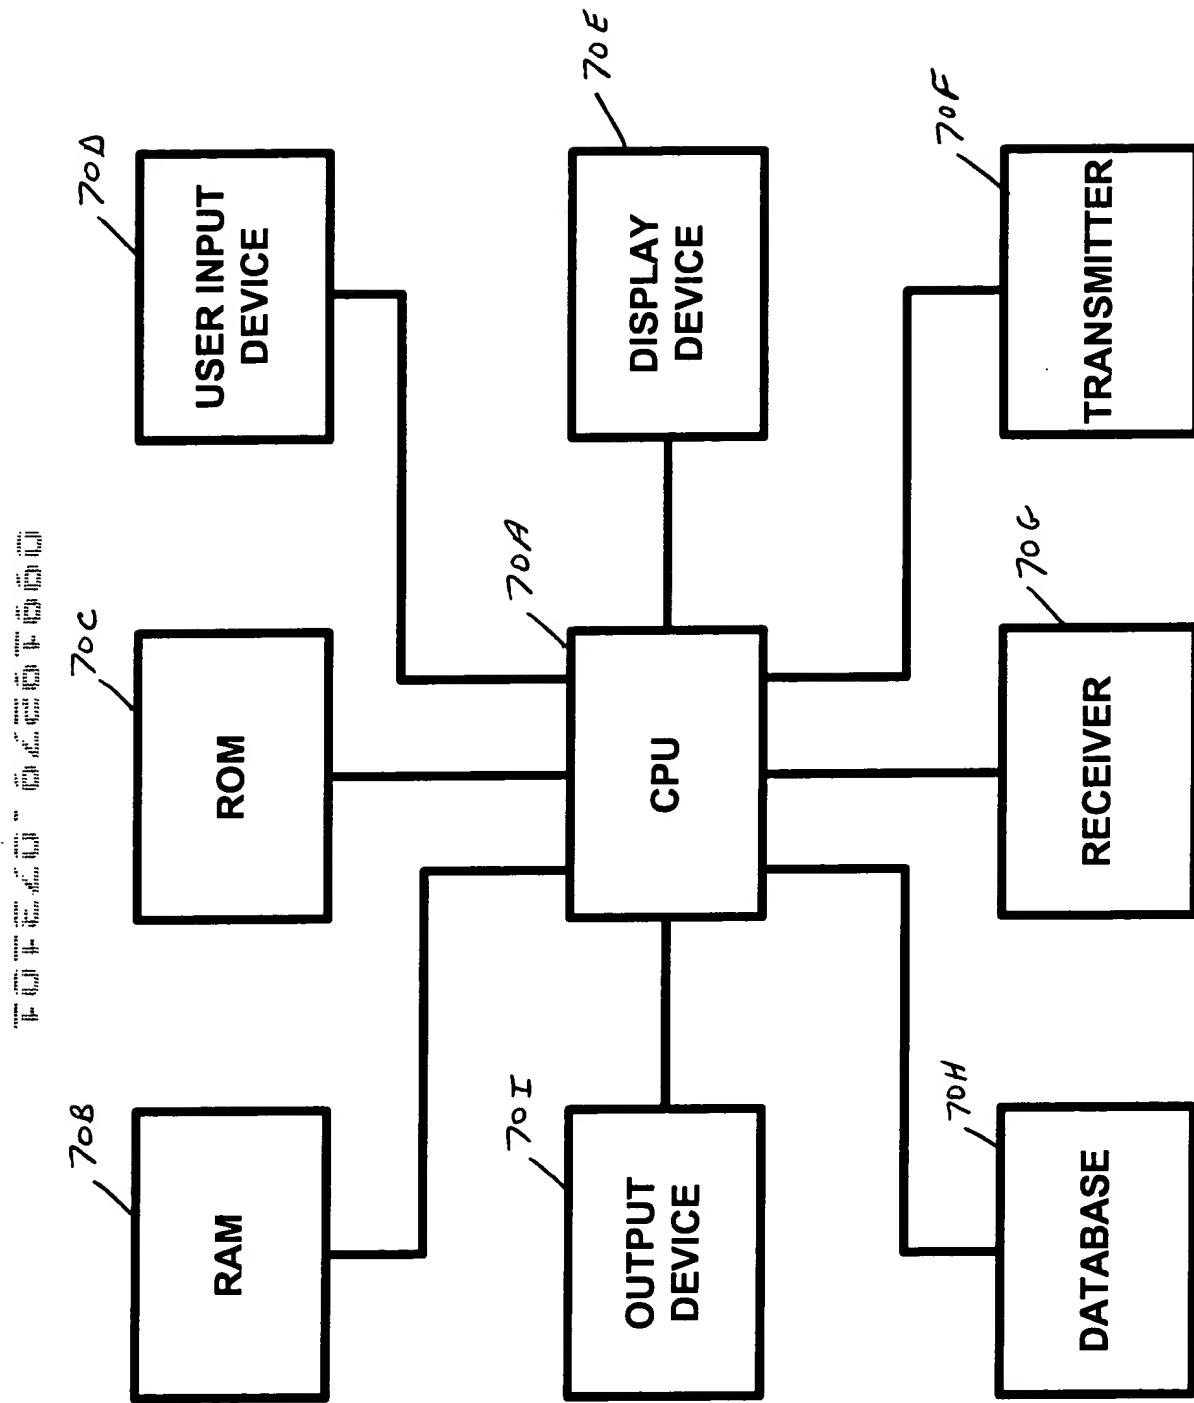 70B
70C
70D
RAM
ROM
USER INPUT
DEVICE
70I
70A
70E
OUTPUT
DEVICE
CPU
DISPLAY
DEVICE
70H
70G
70F
DATABASE
RECEIVER
TRANSMITTER